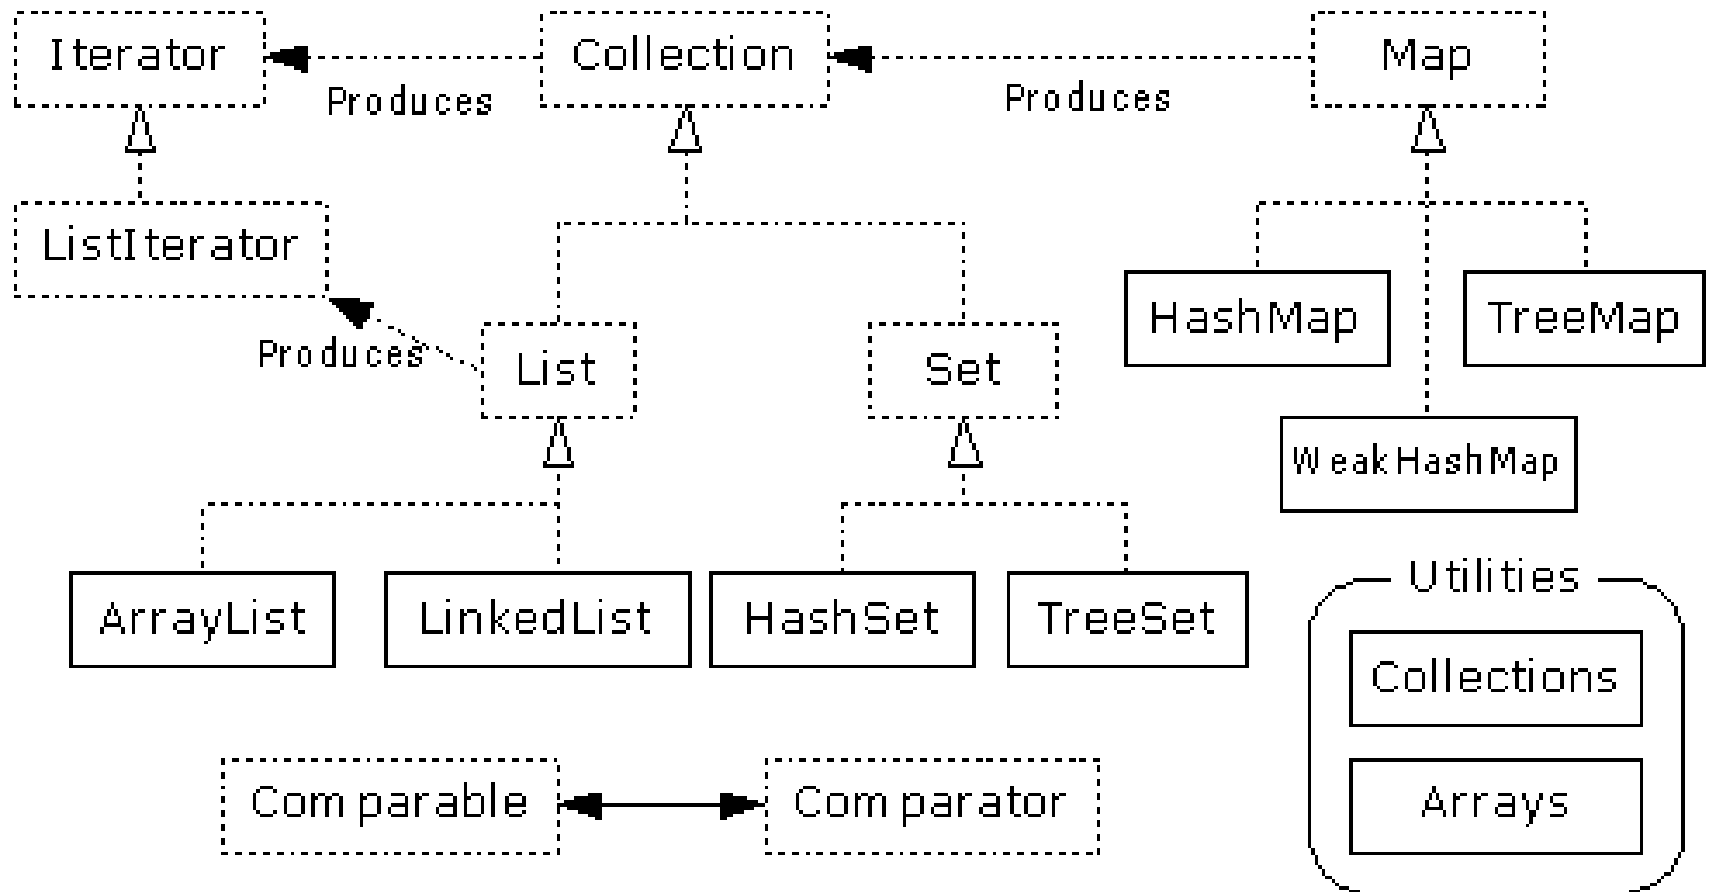 Iterator
Collection
Map
Produces
Produces
ListIterator
Produces
List
Set
HashMap
TreeMap
WeakHashMap
ArrayList
LinkedList
HashSet
TreeSet
Utilities
Collections
Arrays
Comparable
Comparator